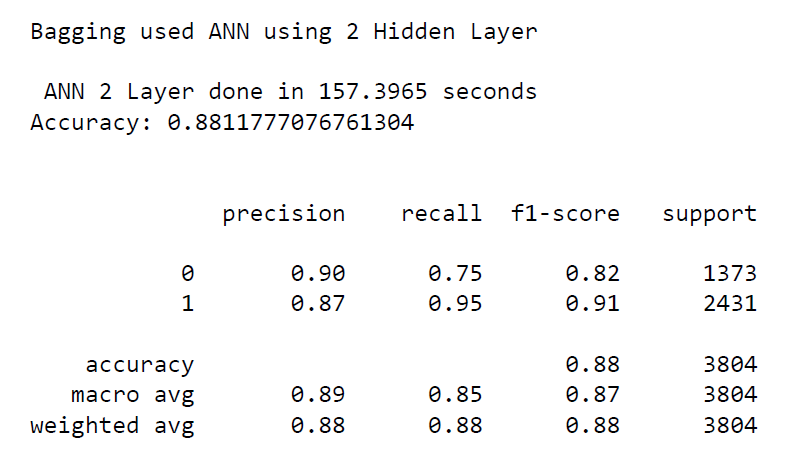 Bagging used ANN using 2 Hidden Layer
ANN 2 Layer done in 157.3965 seconds
Accuracy: 0.8811777076761304
precision recall f1-score support
0 0.90 0.75 0.82 1373
1 0.87 0.95 0.91 2431
accuracy 0.88 3804
macro avg 0.89 0.85 0.87 3804
weighted avg 0.88 0.88 0.88 3804